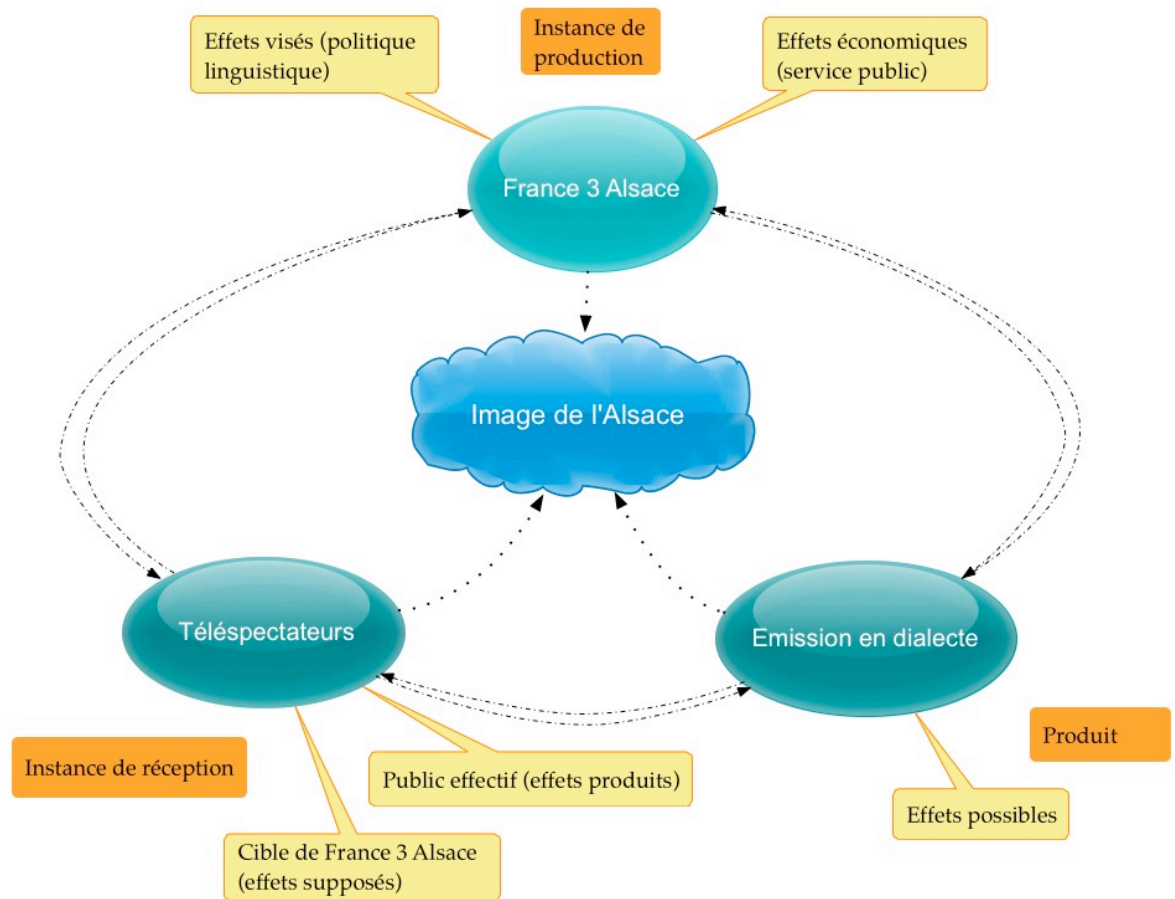 Effets visés (politique
linguistique)
Instance de
production
Effets économiques
(service public)
France 3 Alsace
Image de l'Alsace
Téléspectateurs
Emission en dialecte
Instance de réception
Public effectif (effets produits)
Produit
Effets possibles
Cible de France 3 Alsace
(effets supposés)